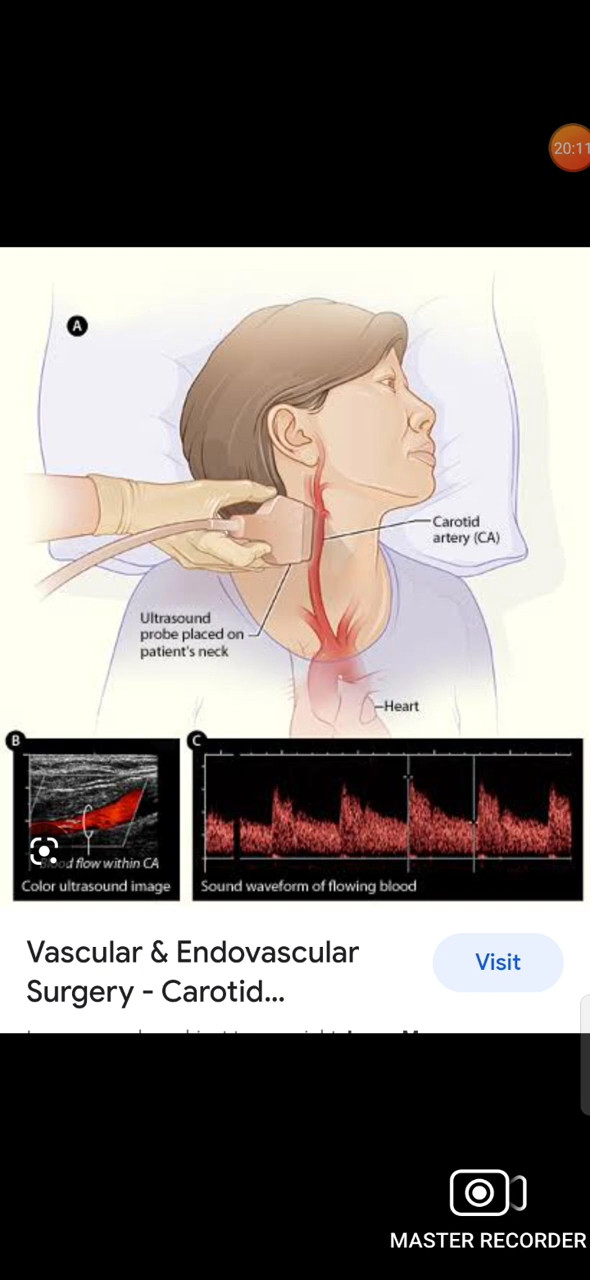 20:11
A
Carotid
artery (CA)
Ultrasound
probe placed on
patient's neck
Heart
B
C
flow within CA
Color ultrasound image
Sound waveform of flowing blood
Vascular & Endovascular
Surgery - Carotid...
Visit
MASTER RECORDER